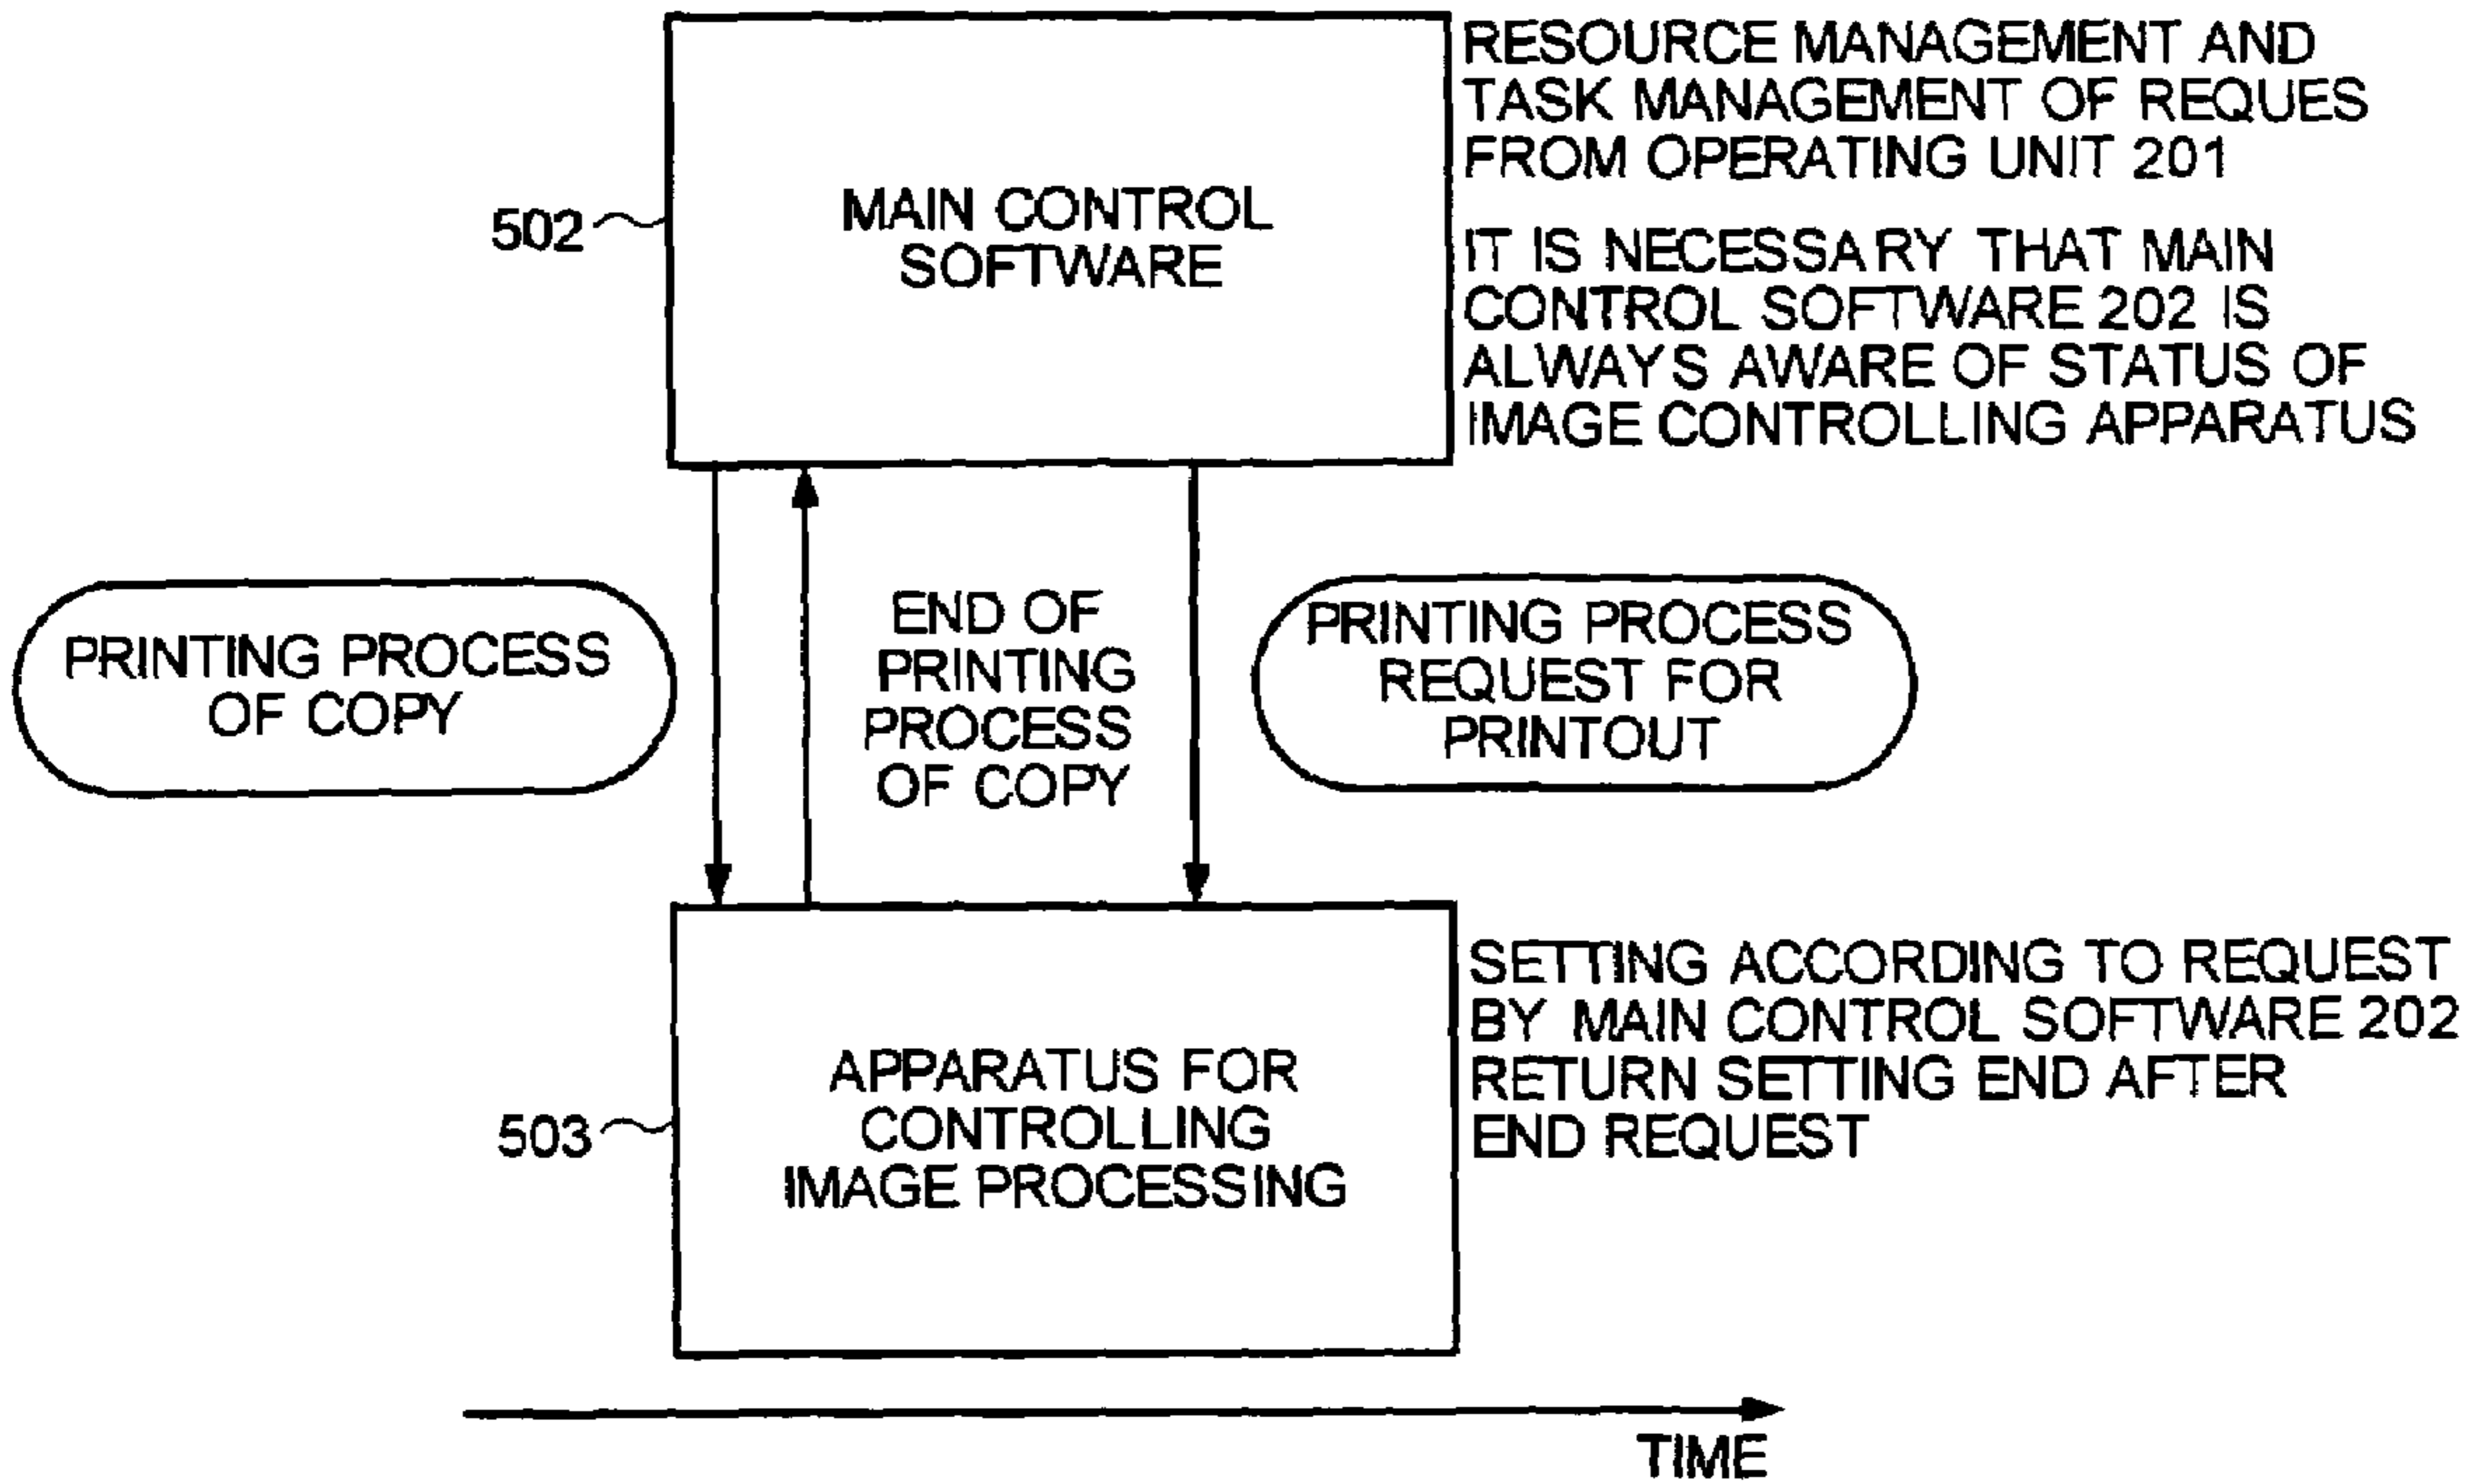 RESOURCE MANAGEMENT AND
TASK MANAGEMENT OF REQUES
FROM OPERATING UNIT 201
IT IS NECESSARY THAT MAIN
CONTROL SOFTWARE 202 IS
ALWAYS AWARE OF STATUS OF
IMAGE CONTROLLING APPARATUS
502
MAIN CONTROL
SOFTWARE
PRINTING PROCESS
OF COPY
END OF
PRINTING
PROCESS
OF COPY
PRINTING PROCESS
REQUEST FOR
PRINTOUT
503
APPARATUS FOR
CONTROLLING
IMAGE PROCESSING
SETTING ACCORDING TO REQUEST
BY MAIN CONTROL SOFTWARE 202
RETURN SETTING END AFTER
END REQUEST
TIME